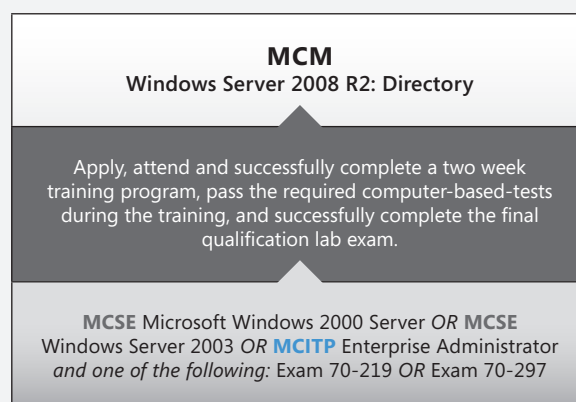 MCM
Windows Server 2008 R2: Directory
Apply, attend and successfully complete a two week
training program, pass the required computer-based-tests
during the training, and successfully complete the final
qualification lab exam.
MCSE Microsoft Windows 2000 Server OR MCSE
Windows Server 2003 OR MCITP Enterprise Administrator
and one of the following: Exam 70-219 OR Exam 70-297